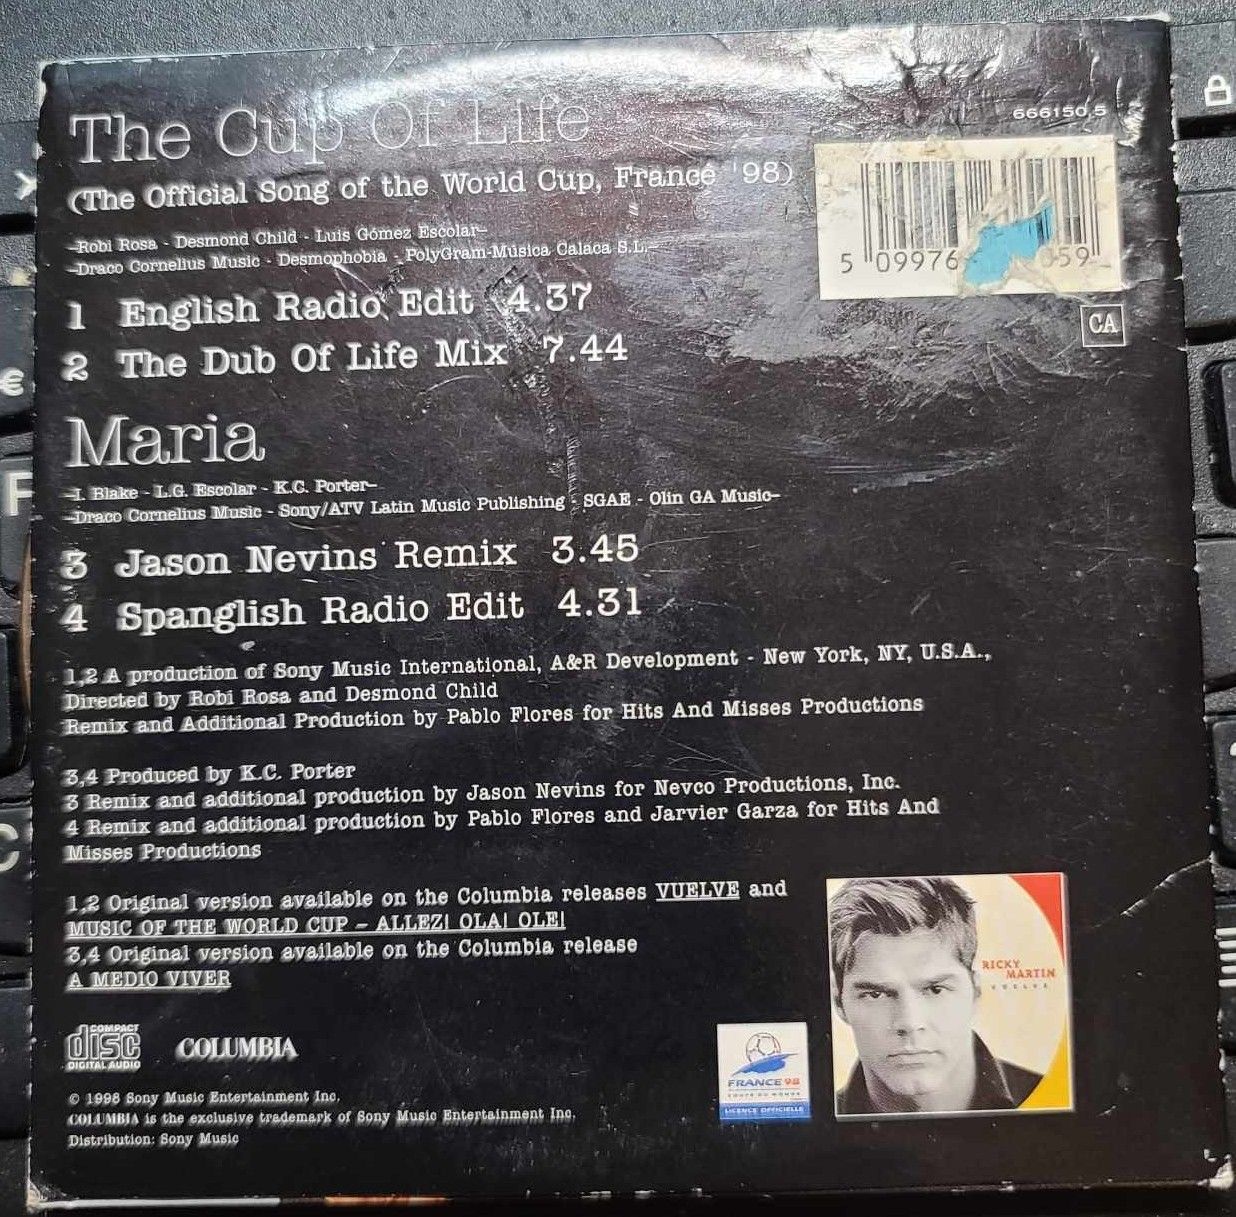 The Cup Of Life
(The Official Song of the World Cup, France '98)
–Robi Rosa - Desmond Child - Luis Gómez Escolar–
–Draco Cornelius Music - Desmophobia - PolyGram-Música Calaca S.L.–
1 English Radio Edit 4.37
2 The Dub Of Life Mix 7.44
666150 5
5 09976 059
CA
Maria
–I. Blake - L.G. Escolar - K.C. Porter–
–Draco Cornelius Music - Sony/ATV Latin Music Publishing - SGAE - Olin GA Music–
3 Jason Nevins Remix 3.45
4 Spanglish Radio Edit 4.31
1,2 A production of Sony Music International, A&R Development - New York, NY, U.S.A.,
Directed by Robi Rosa and Desmond Child
Remix and Additional Production by Pablo Flores for Hits And Misses Productions
3,4 Produced by K.C. Porter
3 Remix and additional production by Jason Nevins for Nevco Productions, Inc.
4 Remix and additional production by Pablo Flores and Jarvier Garza for Hits And
Misses Productions
1,2 Original version available on the Columbia releases VUELVE and
MUSIC OF THE WORLD CUP – ALLEZ! OLA! OLE!
3,4 Original version available on the Columbia release
A MEDIO VIVER
COMPACT
disc
DIGITAL AUDIO
COLUMBIA
FRANCE 98
COUPE DU MONDE
LICENCE OFFICIELLE
RICKY
MARTIN
VUELVE
© 1998 Sony Music Entertainment Inc.
COLUMBIA is the exclusive trademark of Sony Music Entertainment Inc.
Distribution: Sony Music
€
F
C